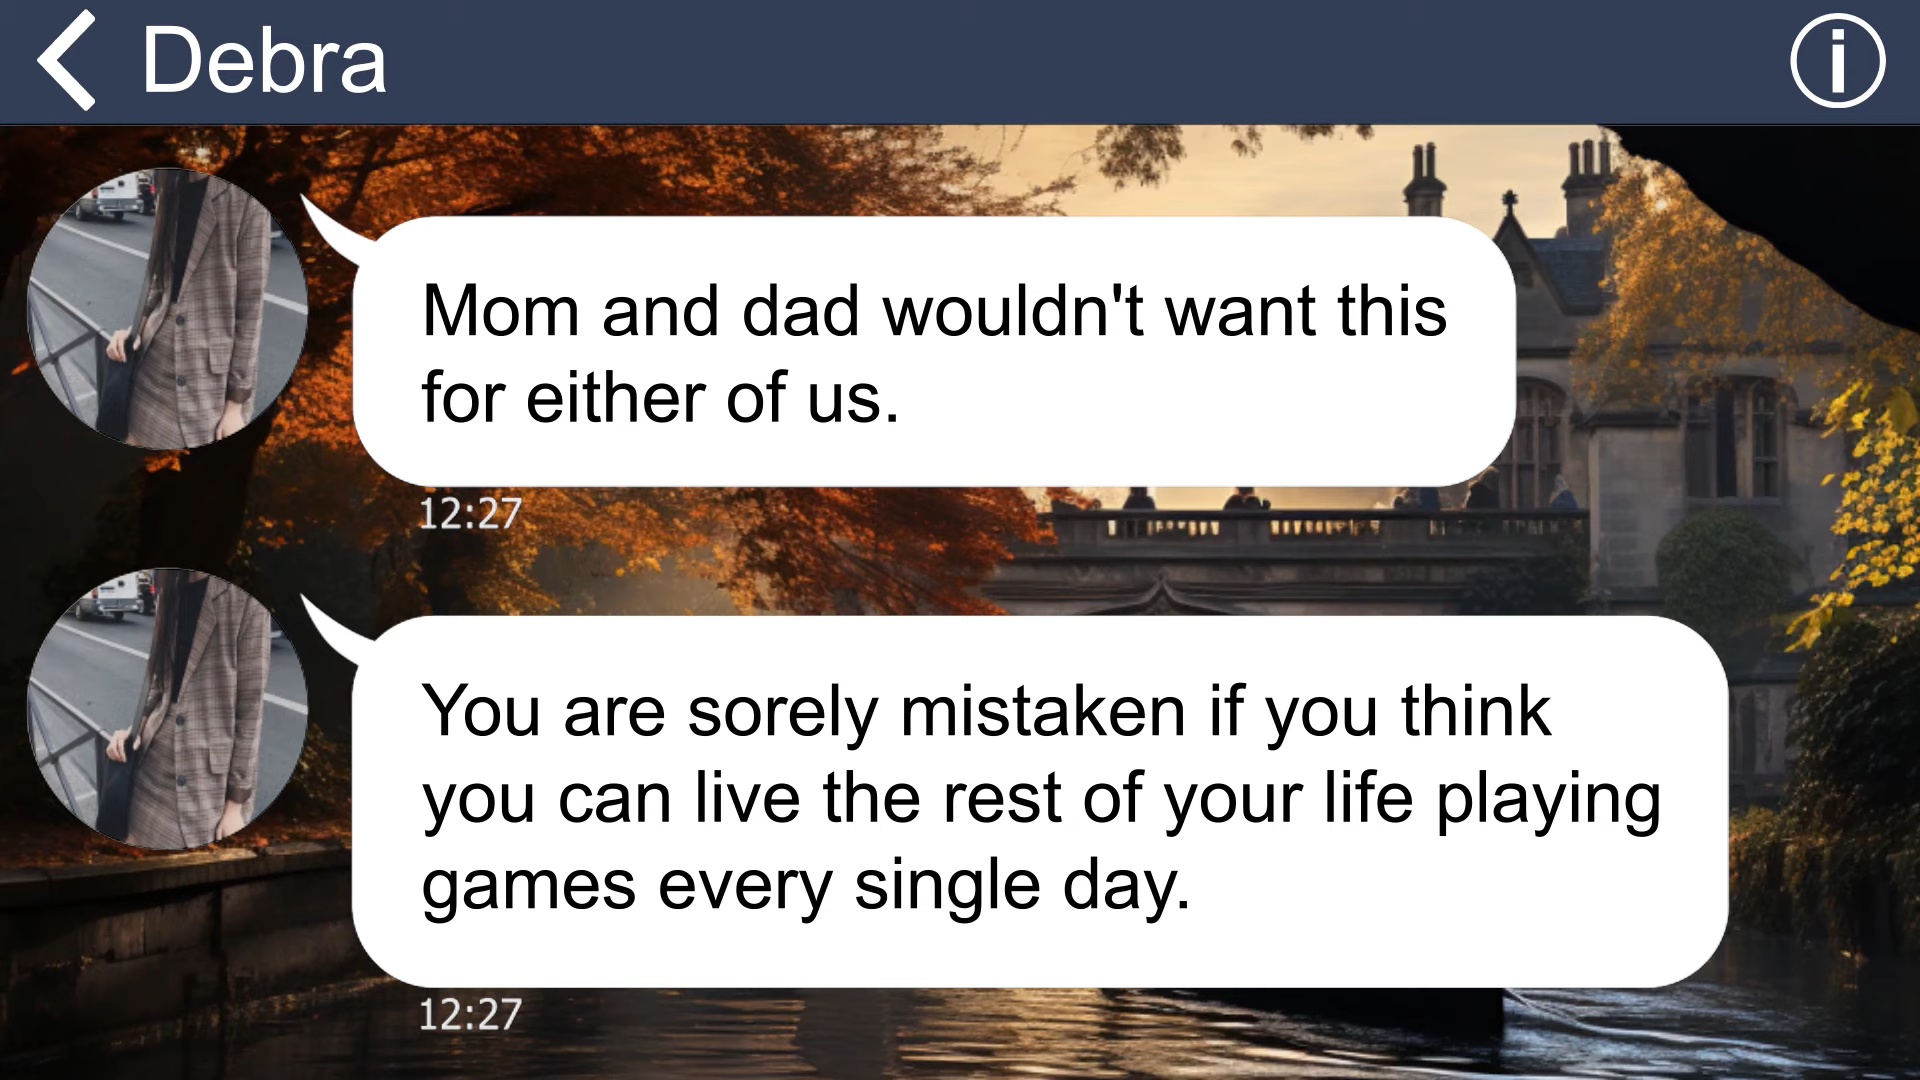 Debra
Mom and dad wouldn't want this
for either of us.
12:27
You are sorely mistaken if you think
you can live the rest of your life playing
games every single day.
12:27